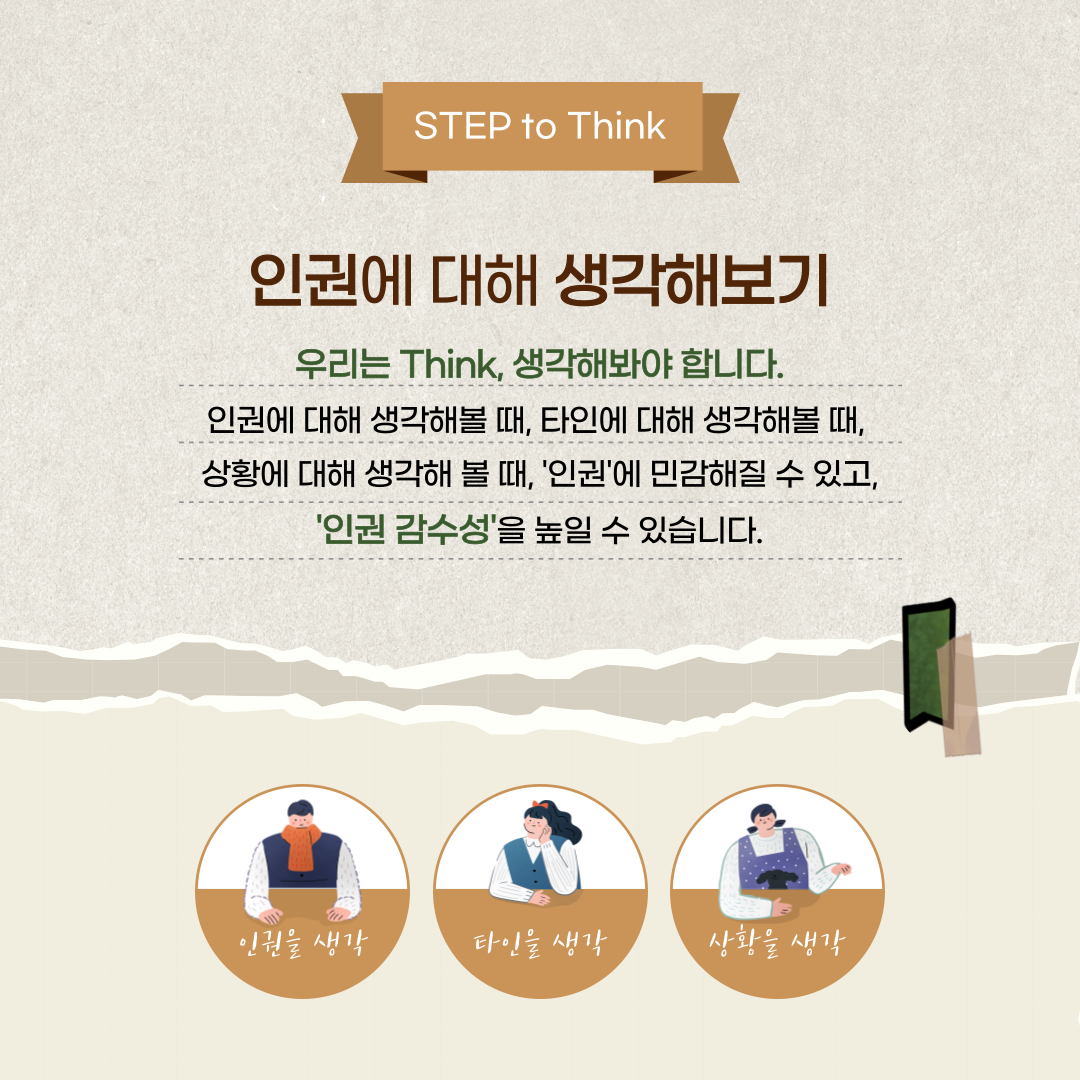 STEP to Think
인권에 대해 생각해보기
우리는 Think, 생각해봐야 합니다.
인권에 대해 생각해볼 때, 타인에 대해 생각해볼 때,
상황에 대해 생각해 볼 때, '인권'에 민감해질 수 있고,
'인권 감수성'을 높일 수 있습니다.
인권을 생각
타인을 생각
상황을 생각